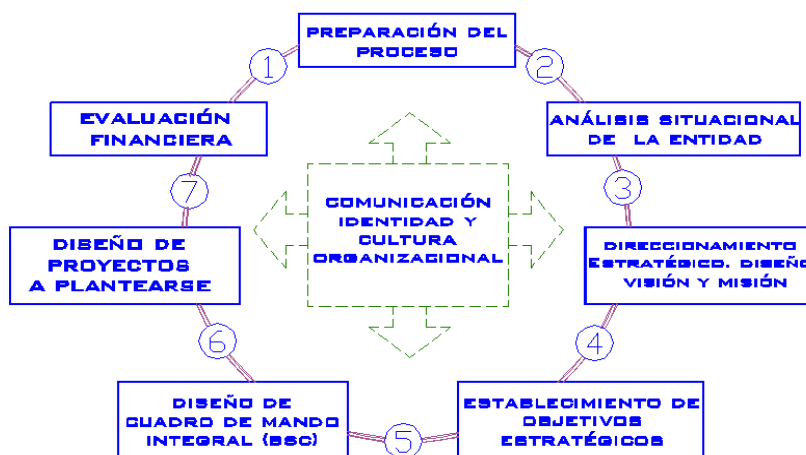 PREPARACIÓN DEL
PROCESO
1
2
EVALUACIÓN
FINANCIERA
ANÁLISIS SITUACIONAL
DE LA ENTIDAD
7
3
COMUNICACIÓN
IDENTIDAD Y
CULTURA
ORGANIZACIONAL
DISEÑO DE
PROYECTOS
A PLANTEARSE
DIRECCIONAMIENTO
ESTRATÉGICO. DISEÑO
VISIÓN Y MISIÓN
6
4
DISEÑO DE
CUADRO DE MANDO
INTEGRAL (BSC)
5
ESTABLECIMIENTO DE
OBJETIVOS
ESTRATÉGICOS